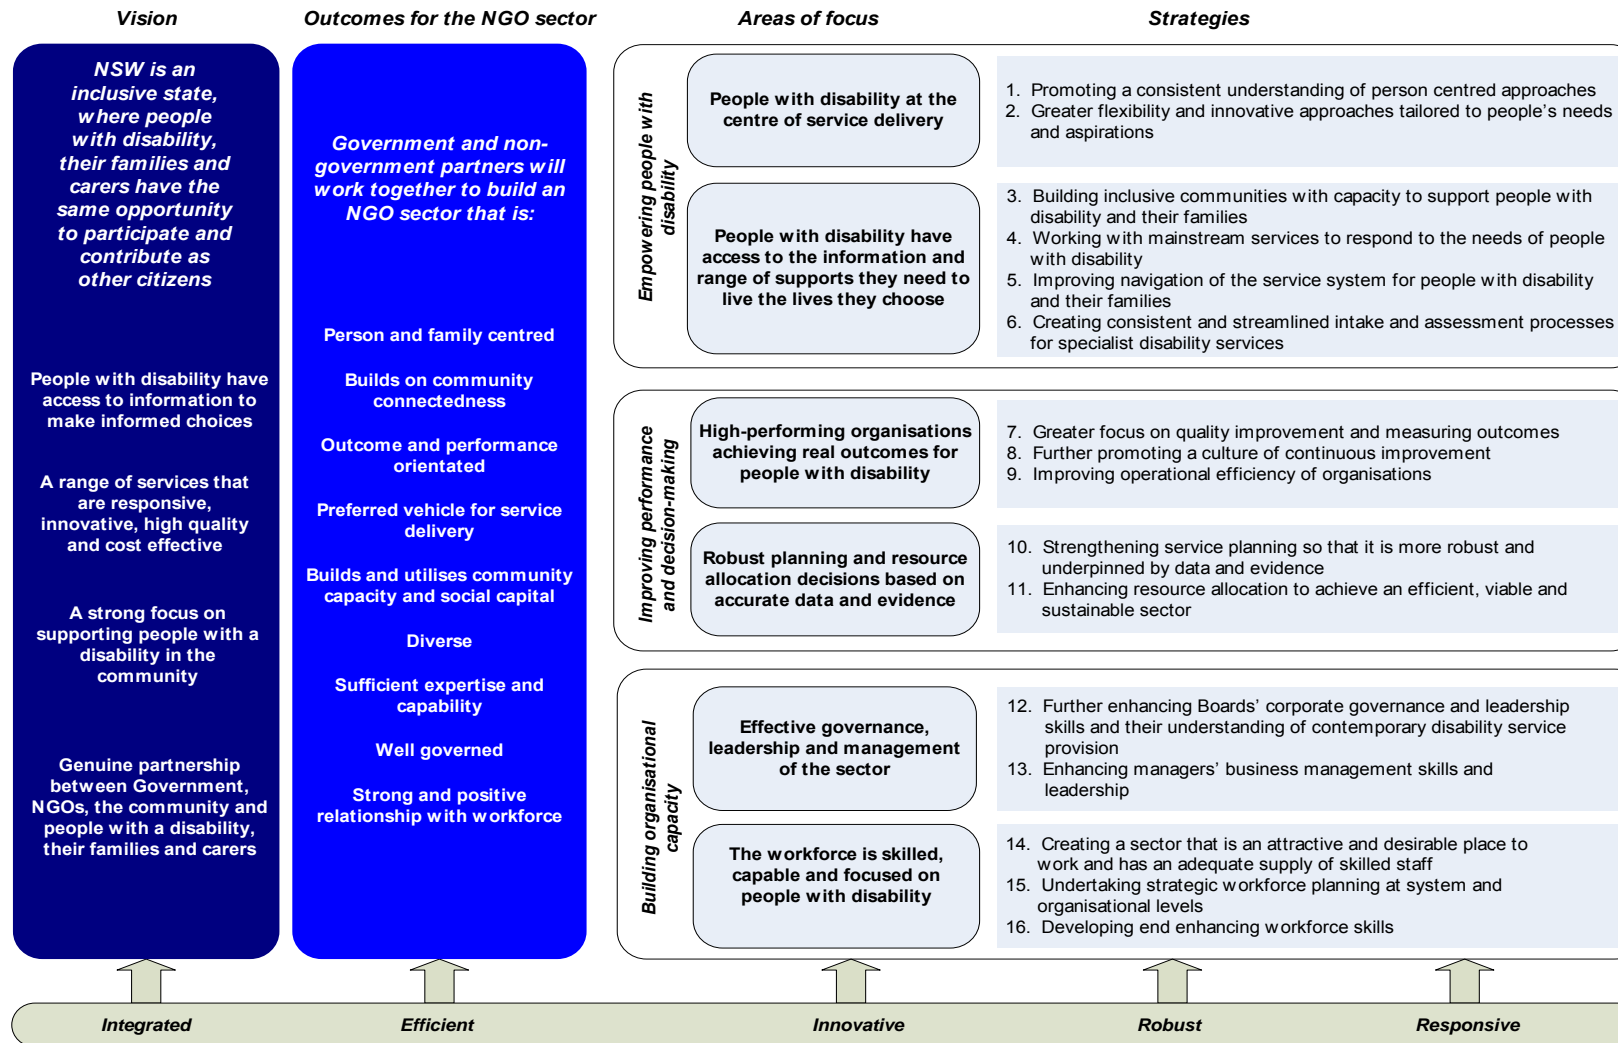 Vision
Outcomes for the NGO sector
Areas of focus
Strategies
NSW is an
inclusive state,
where people
with disability,
their families and
carers have the
same opportunity
to participate and
contribute as
other citizens
People with disability have
access to information to
make informed choices
A range of services that
are responsive,
innovative, high quality
and cost effective
A strong focus on
supporting people with a
disability in the
community
Genuine partnership
between Government,
NGOs, the community and
people with a disability,
their families and carers
Government and non-
government partners will
work together to build an
NGO sector that is:
Person and family centred
Builds on community
connectedness
Outcome and performance
orientated
Preferred vehicle for service
delivery
Builds and utilises community
capacity and social capital
Diverse
Sufficient expertise and
capability
Well governed
Strong and positive
relationship with workforce
Empowering people with
disability
People with disability at the
centre of service delivery
1. Promoting a consistent understanding of person centred approaches
2. Greater flexibility and innovative approaches tailored to people's needs
and aspirations
People with disability have
access to the information and
range of supports they need to
live the lives they choose
3. Building inclusive communities with capacity to support people with
disability and their families
4. Working with mainstream services to respond to the needs of people
with disability
5. Improving navigation of the service system for people with disability
and their families
6. Creating consistent and streamlined intake and assessment processes
for specialist disability services
Improving performance
and decision-making
High-performing organisations
achieving real outcomes for
people with disability
7. Greater focus on quality improvement and measuring outcomes
8. Further promoting a culture of continuous improvement
9. Improving operational efficiency of organisations
Robust planning and resource
allocation decisions based on
accurate data and evidence
10. Strengthening service planning so that it is more robust and
underpinned by data and evidence
11. Enhancing resource allocation to achieve an efficient, viable and
sustainable sector
Building organisational
capacity
Effective governance,
leadership and management
of the sector
12. Further enhancing Boards' corporate governance and leadership
skills and their understanding of contemporary disability service
provision
13. Enhancing managers' business management skills and
leadership
The workforce is skilled,
capable and focused on
people with disability
14. Creating a sector that is an attractive and desirable place to
work and has an adequate supply of skilled staff
15. Undertaking strategic workforce planning at system and
organisational levels
16. Developing end enhancing workforce skills
Integrated
Efficient
Innovative
Robust
Responsive